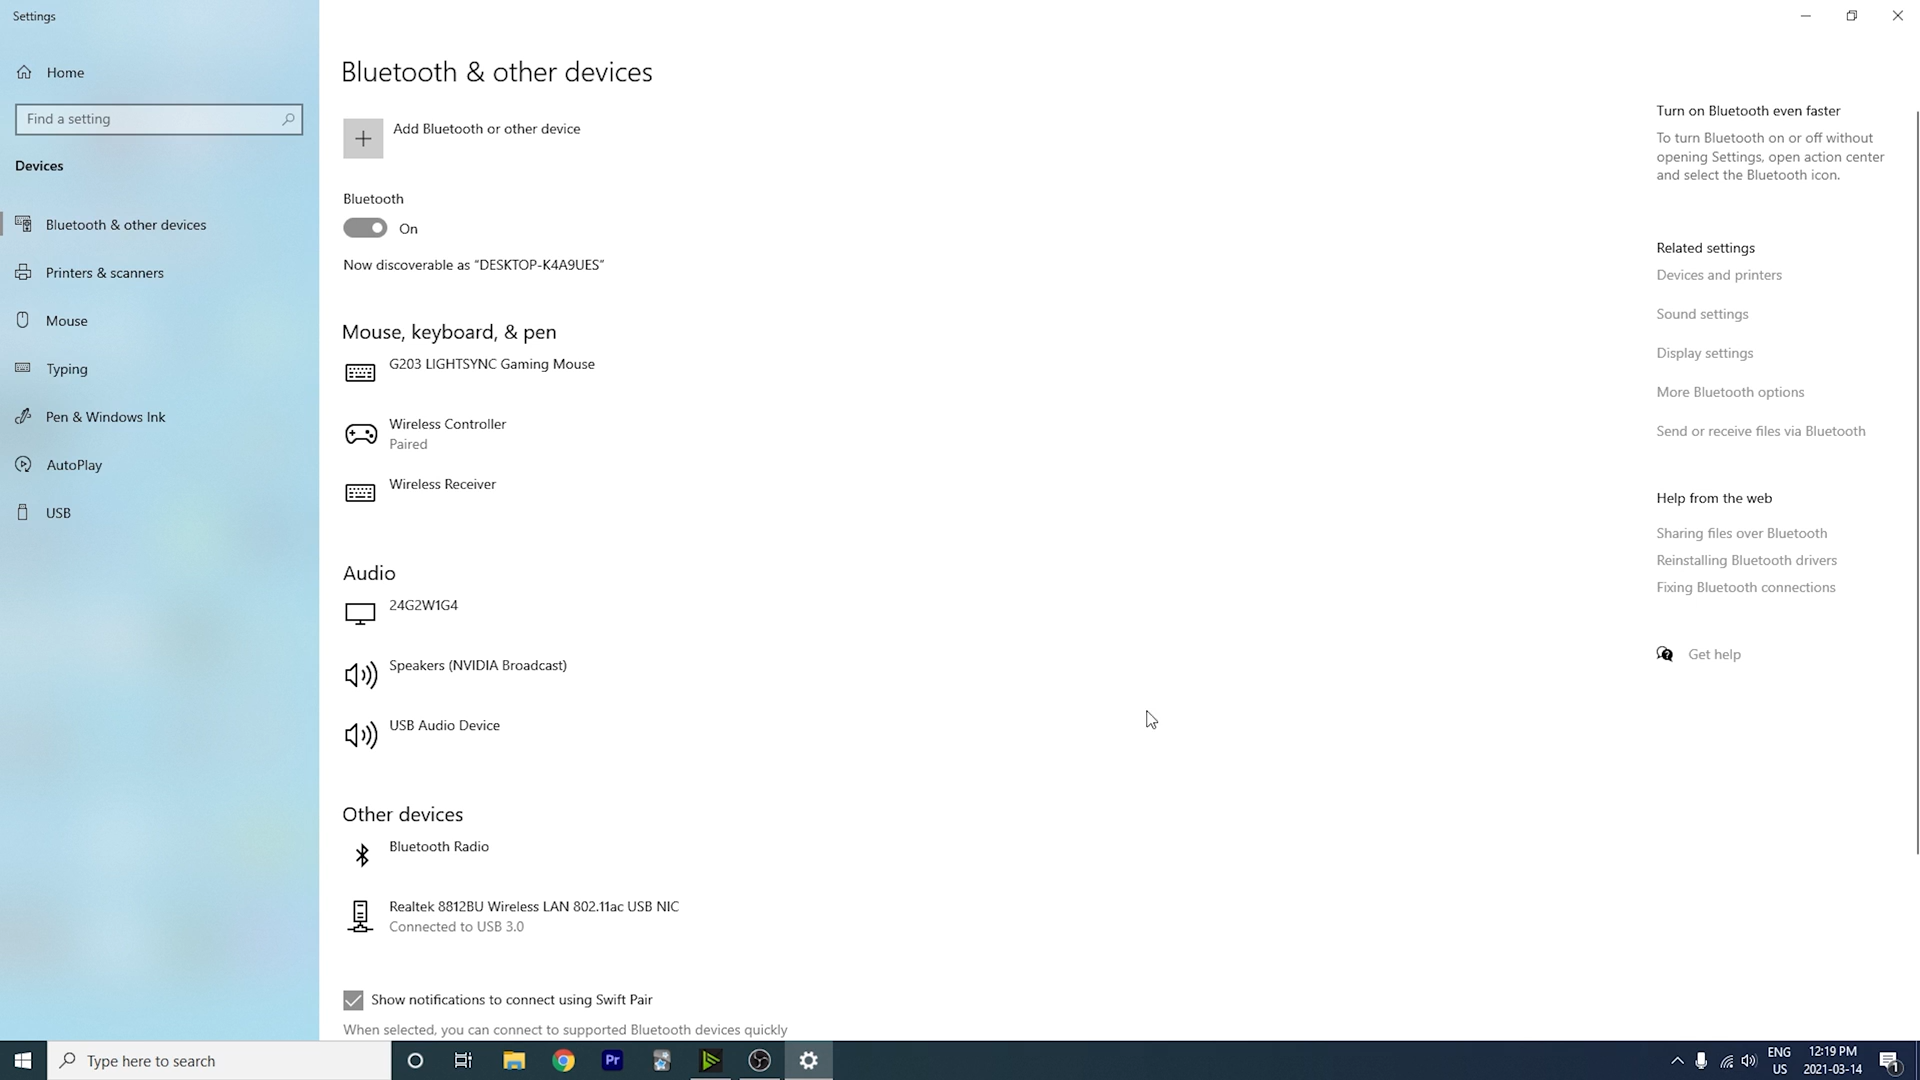 Settings
Home
Find a setting
Devices
Bluetooth & other devices
Printers & scanners
Mouse
Typing
Pen & Windows Ink
AutoPlay
USB
Bluetooth & other devices
Add Bluetooth or other device
Bluetooth
On
Now discoverable as “DESKTOP-K4A9UES”
Mouse, keyboard, & pen
G203 LIGHTSYNC Gaming Mouse
Wireless Controller
Paired
Wireless Receiver
Audio
24G2W1G4
Speakers (NVIDIA Broadcast)
USB Audio Device
Other devices
Bluetooth Radio
Realtek 8812BU Wireless LAN 802.11ac USB NIC
Connected to USB 3.0
Show notifications to connect using Swift Pair
When selected, you can connect to supported Bluetooth devices quickly
Turn on Bluetooth even faster
To turn Bluetooth on or off without
opening Settings, open action center
and select the Bluetooth icon.
Related settings
Devices and printers
Sound settings
Display settings
More Bluetooth options
Send or receive files via Bluetooth
Help from the web
Sharing files over Bluetooth
Reinstalling Bluetooth drivers
Fixing Bluetooth connections
Get help
Type here to search
Pr
ENG
US
12:19 PM
2021-03-14
1